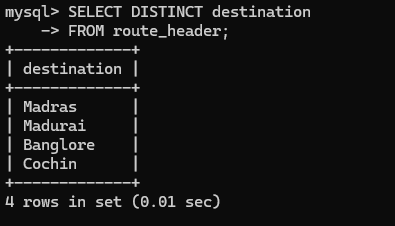 mysql> SELECT DISTINCT destination
    -> FROM route_header;
+-------------+
| destination |
+-------------+
| Madras      |
| Madurai     |
| Banglore    |
| Cochin      |
+-------------+
4 rows in set (0.01 sec)